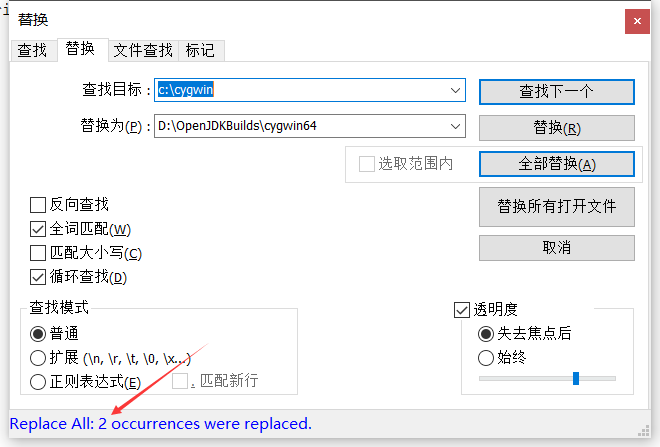 ri
替换
查找 替换 文件查找 标记
查找目标 : c:\cygwin 查找下一个
替换为(P) : D:\OpenJDKBuilds\cygwin64 替换(R)
选取范围内 全部替换(A)
替换所有打开文件
反向查找
全词匹配(W) 取消
匹配大小写(C)
循环查找(D)
查找模式 透明度
普通 失去焦点后
扩展 (\n, \r, \t, \0, \x...) 始终
正则表达式(E) . 匹配新行
Replace All: 2 occurrences were replaced.